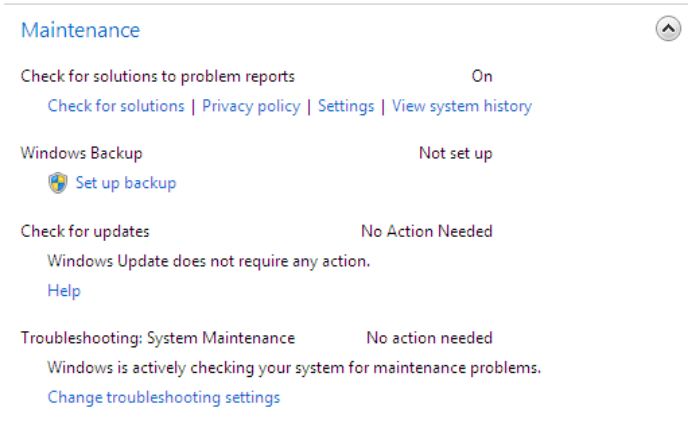 Maintenance
Check for solutions to problem reports On
Check for solutions | Privacy policy | Settings | View system history
Windows Backup Not set up
Set up backup
Check for updates No Action Needed
Windows Update does not require any action.
Help
Troubleshooting: System Maintenance No action needed
Windows is actively checking your system for maintenance problems.
Change troubleshooting settings